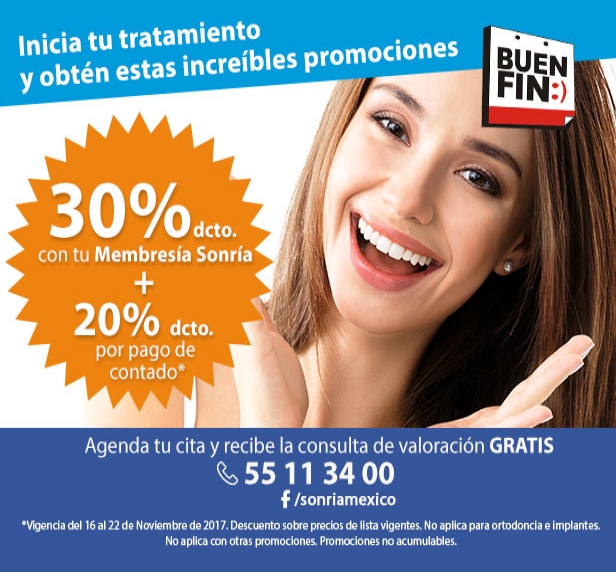 Inicia tu tratamiento
y obtén estas increíbles promociones
BUEN
FIN:)
30% dcto.
con tu Membresía Sonría
+
20% dcto.
por pago de
contado*
Agenda tu cita y recibe la consulta de valoración GRATIS
55 11 34 00
f /sonriamexico
*Vigencia del 16 al 22 de Noviembre de 2017. Descuento sobre precios de lista vigentes. No aplica para ortodoncia e implantes.
No aplica con otras promociones. Promociones no acumulables.